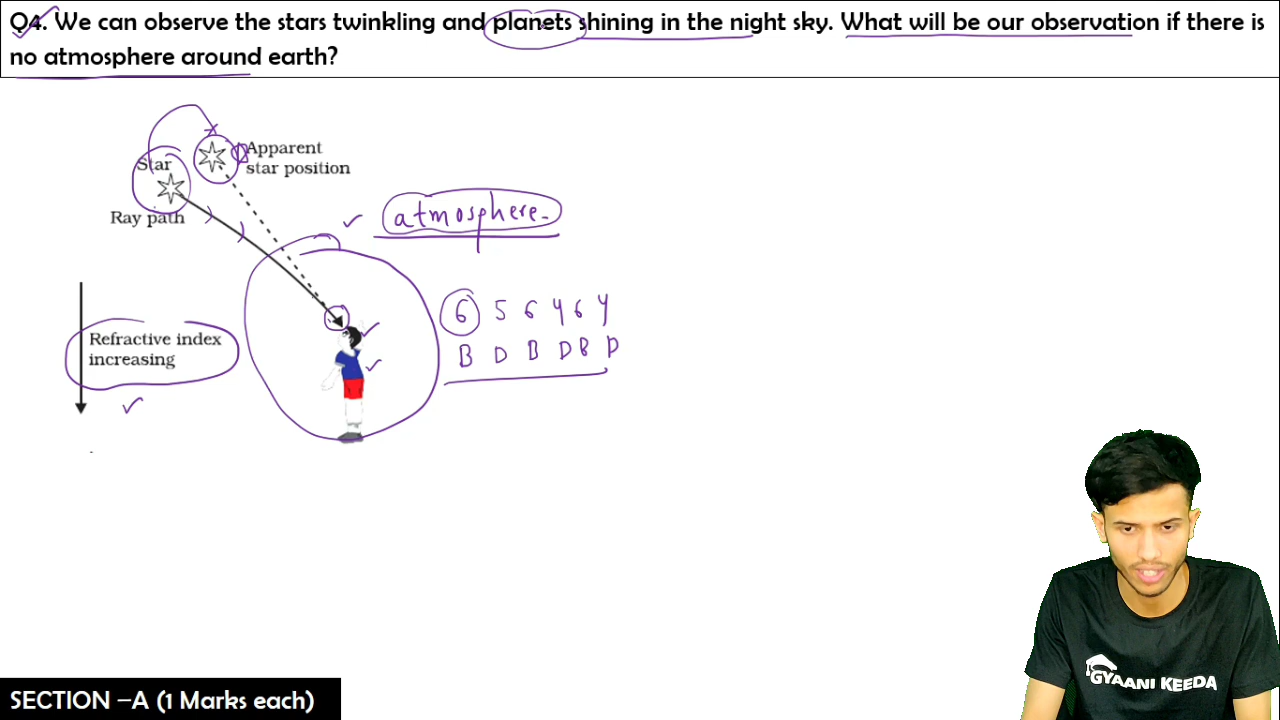 Q4. We can observe the stars twinkling and planets shining in the night sky. What will be our observation if there is
no atmosphere around earth?
Star
Apparent
star position
Ray path
atmosphere
Refractive index
increasing
6 5 6 4 6 4
B D B D B D
GYAANI KEEDA
SECTION –A (1 Marks each)